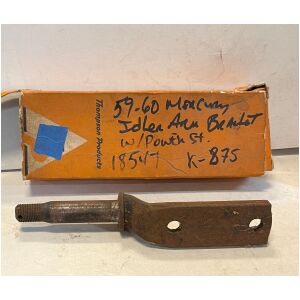 Thompson Products
59-60 Mercury
Idler Arm Bracket
w/Power St.
18547 K-875